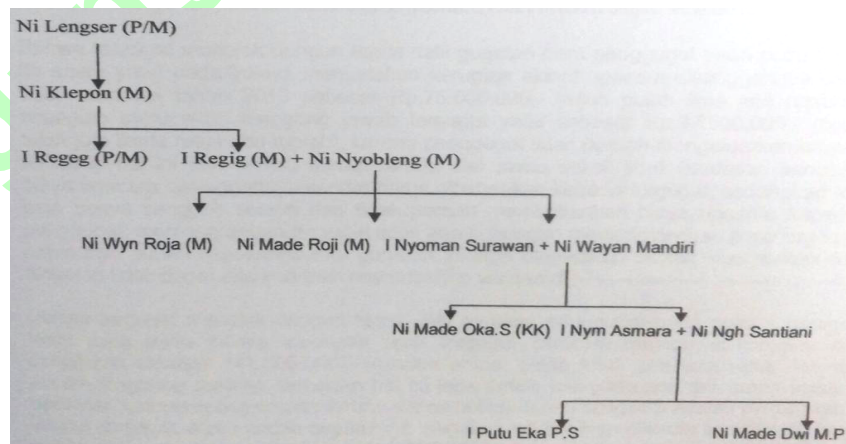 Ni Lengser (P/M)
Ni Klepon (M)
I Regeg (P/M) I Regig (M) + Ni Nyobleng (M)
Ni Wyn Roja (M) Ni Made Roji (M) I Nyoman Surawan + Ni Wayan Mandiri
Ni Made Oka.S (KK) I Nym Asmara + Ni Ngh Santiani
I Putu Eka P.S Ni Made Dwi M.P